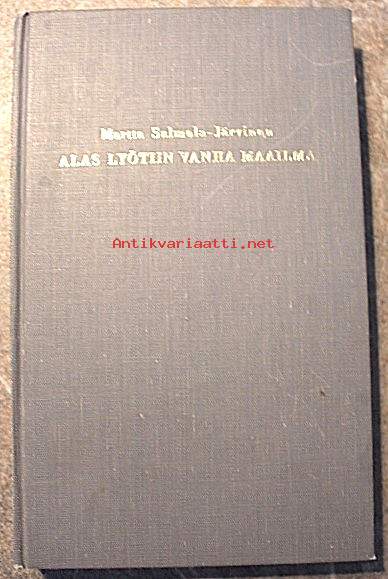 Martta Salmela-Järvinen
ALAS LYÖTIIN VANHA MAAILMA
Antikvariaatti.net